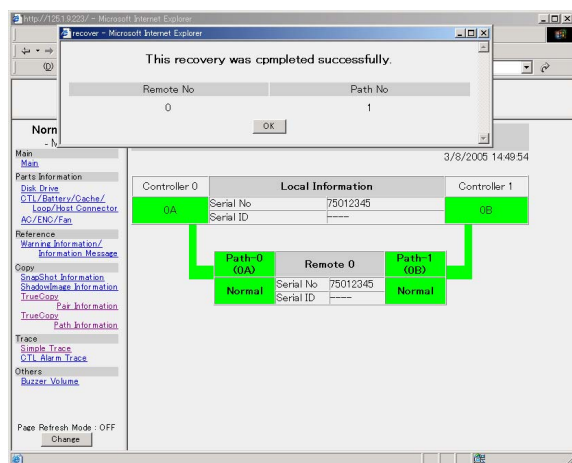 http://125.1.9.223/ - Microsoft Internet Explorer
recover - Microsoft Internet Explorer
This recovery was cpmpleted successfully.
Remote No Path No
0 1
OK
(D)
3/8/2005 14:49:54
Main
Main
Parts Information
Disk Drive
CTL/Battery/Cache/
Loop/Host Connector
AC/ENC/Fan
Reference
Warning Information/
Information Message
Copy
SnapShot Information
ShadowImage Information
TrueCopy
Pair Information
TrueCopy
Path Information
Trace
Simple Trace
CTL Alarm Trace
Others
Buzzer Volume
Page Refresh Mode : OFF
Change
Controller 0 Local Information Controller 1
0A Serial No 75012345 0B
Serial ID ----
Path-0 Remote 0 Path-1
(0A) (0B)
Normal Serial No 75012345 Normal
Serial ID ----